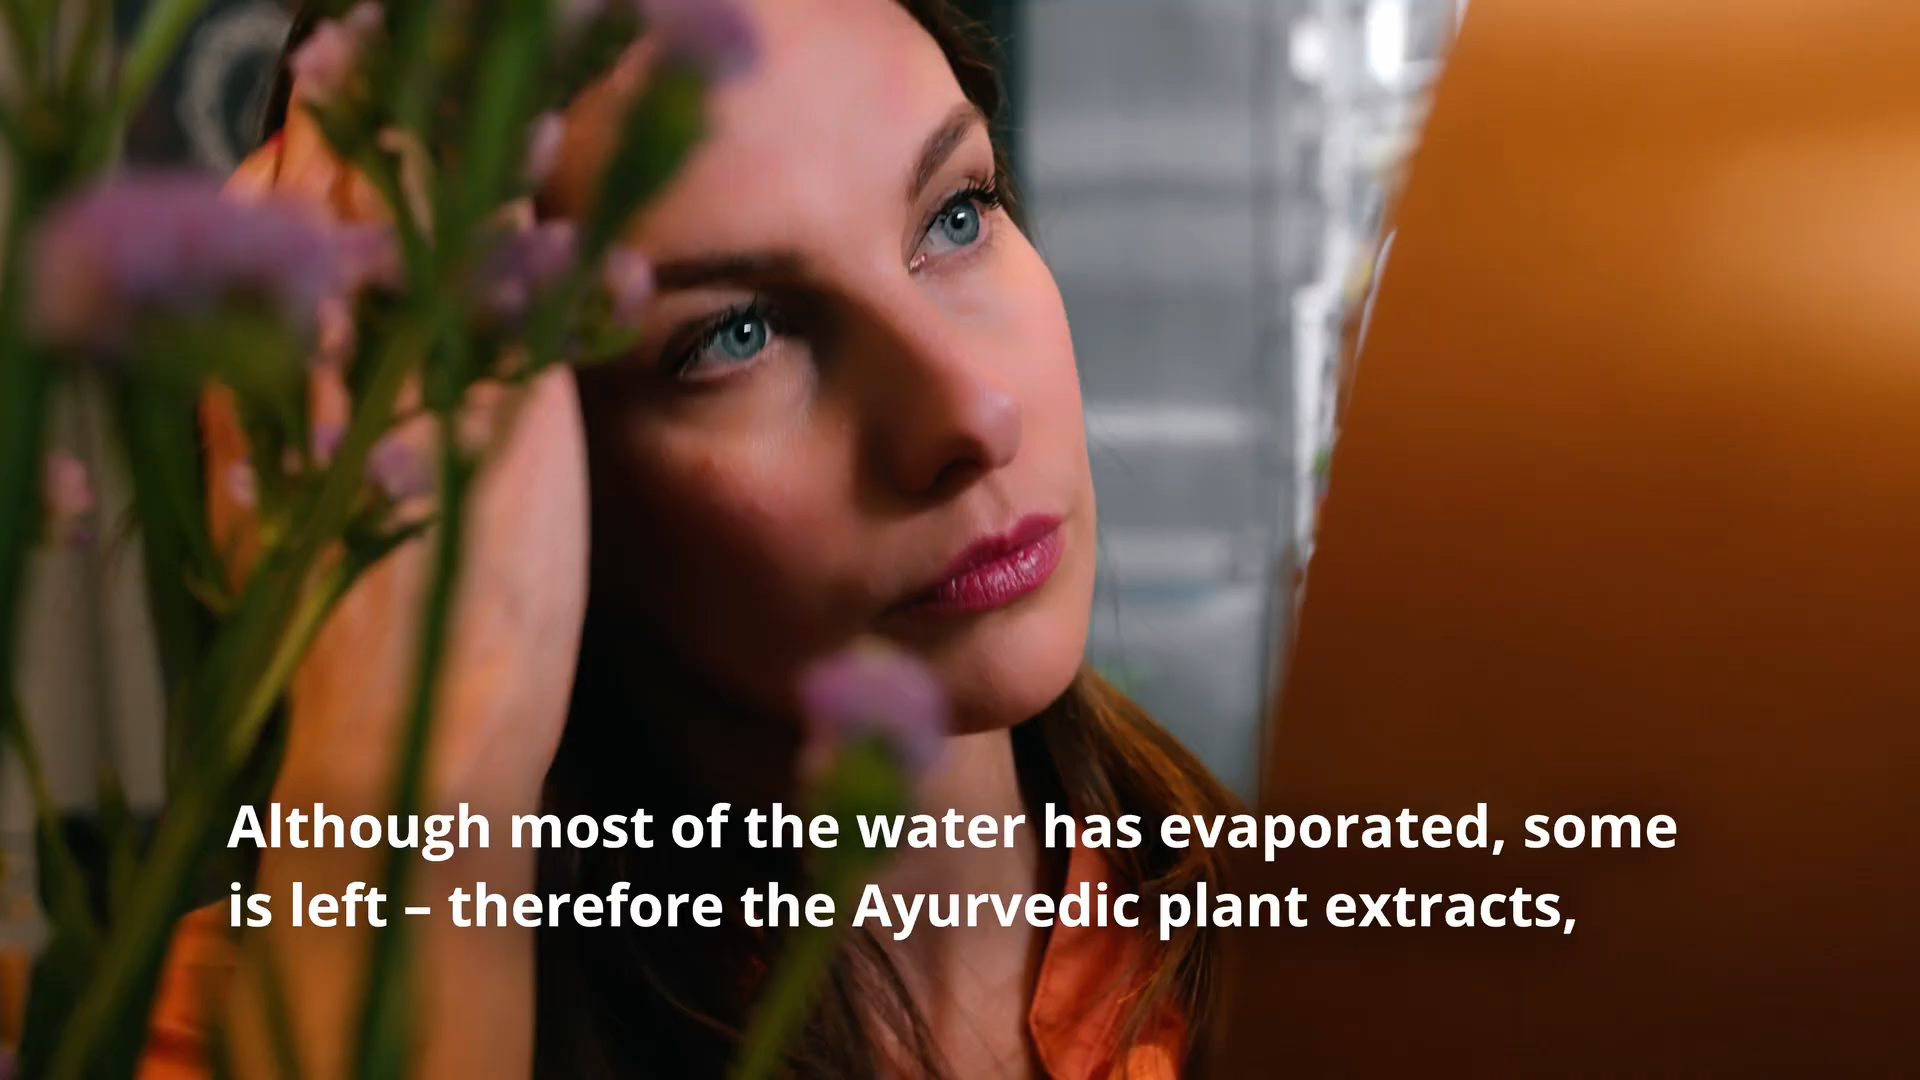 Although most of the water has evaporated, some
is left – therefore the Ayurvedic plant extracts,